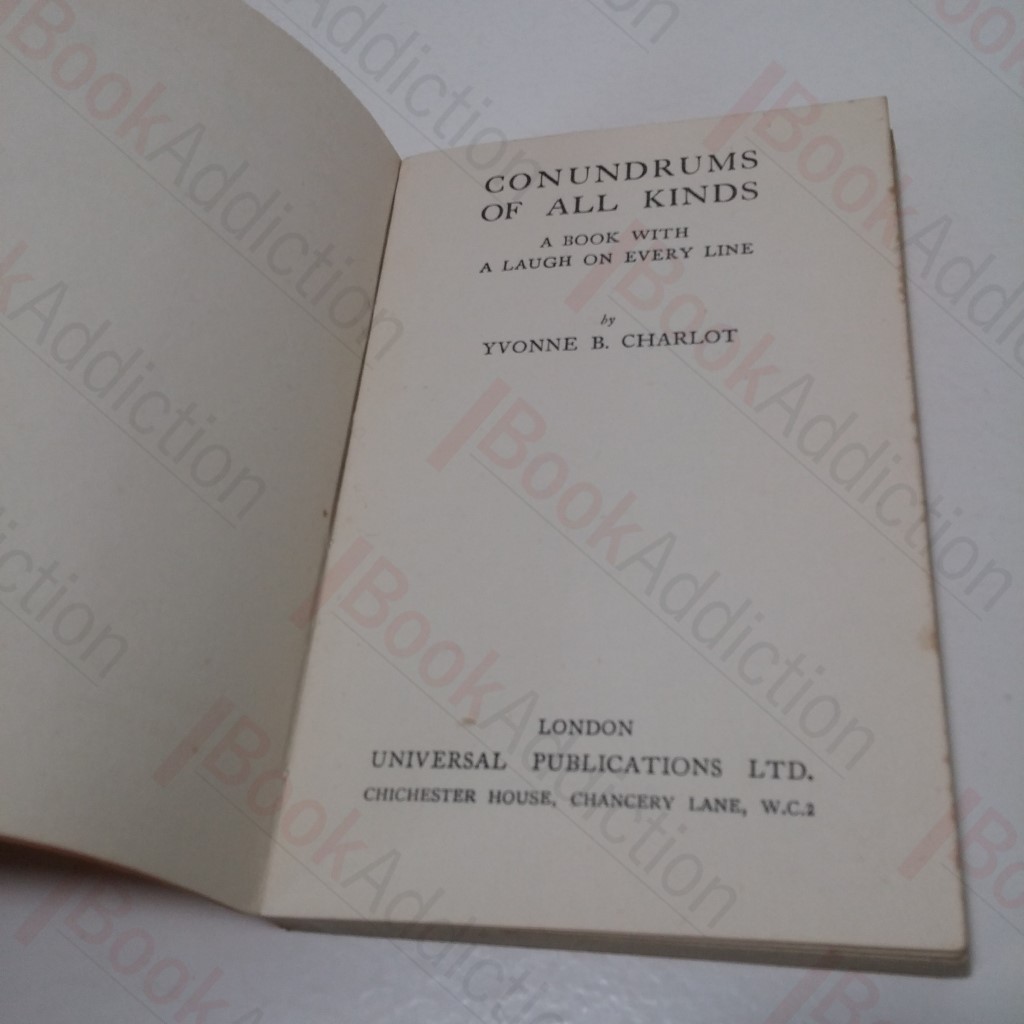 CONUNDRUMS
OF ALL KINDS
A BOOK WITH
A LAUGH ON EVERY LINE
by
YVONNE B. CHARLOT
LONDON
UNIVERSAL PUBLICATIONS LTD.
CHICHESTER HOUSE, CHANCERY LANE, W.C.2
BookAddiction